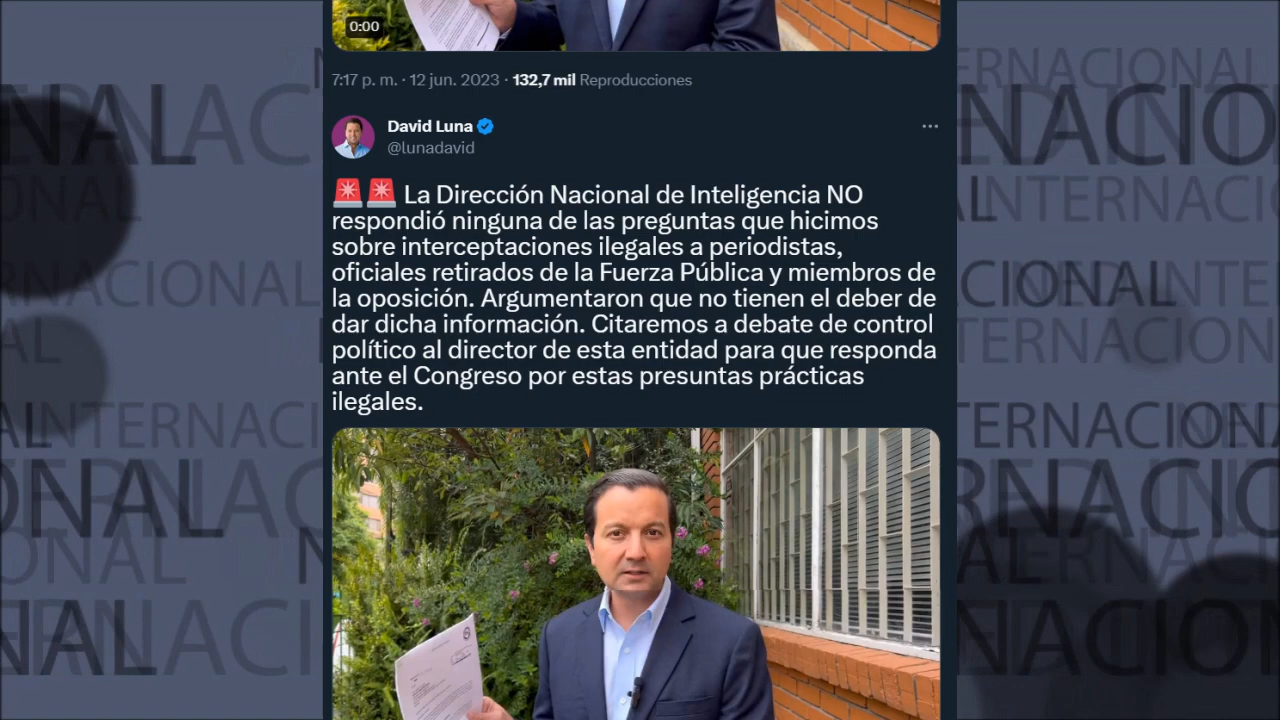 0:00
7:17 p. m. · 12 jun. 2023 · 132,7 mil Reproducciones
David Luna
@lunadavid
La Dirección Nacional de Inteligencia NO
respondió ninguna de las preguntas que hicimos
sobre interceptaciones ilegales a periodistas,
oficiales retirados de la Fuerza Pública y miembros de
la oposición. Argumentaron que no tienen el deber de
dar dicha información. Citaremos a debate de control
político al director de esta entidad para que responda
ante el Congreso por estas presuntas prácticas
ilegales.